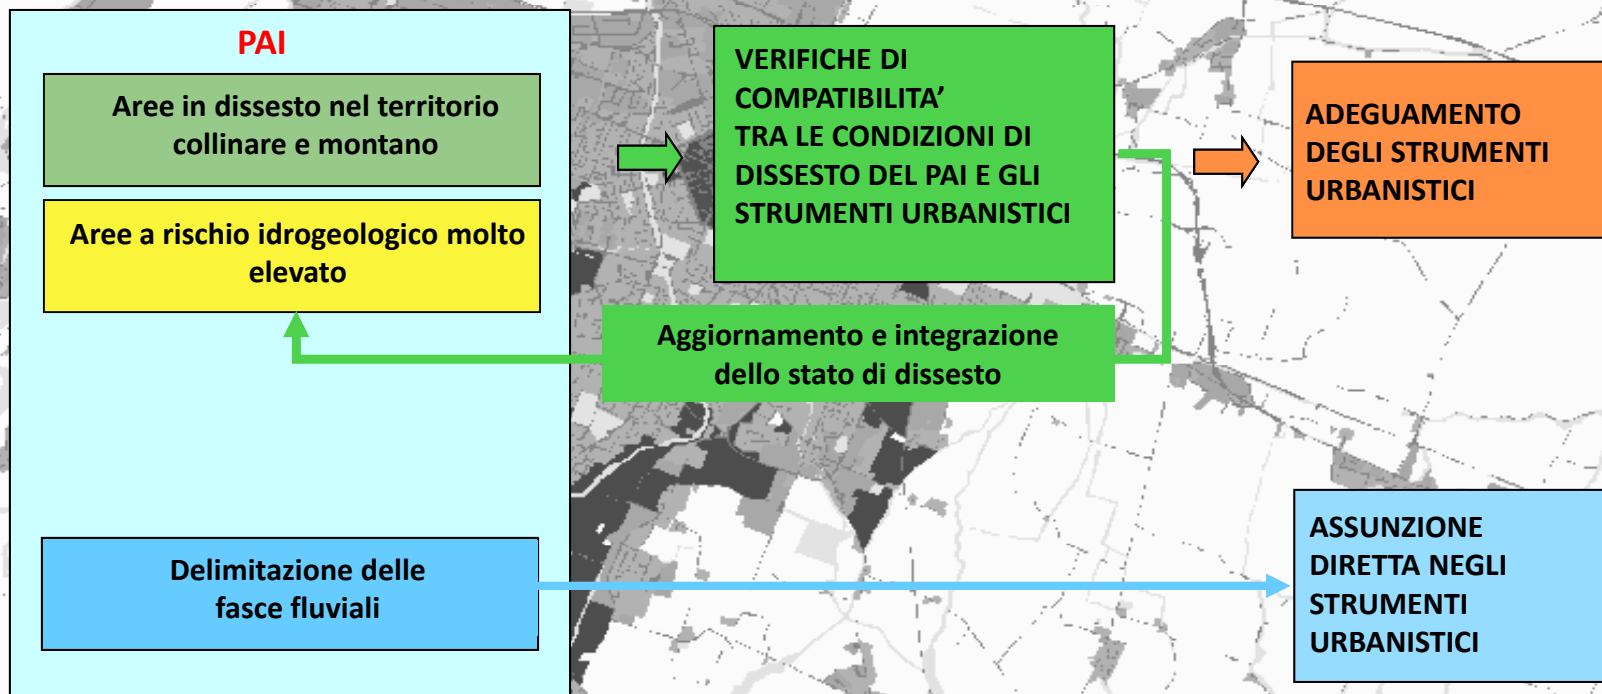 PAI
Aree in dissesto nel territorio
collinare e montano
Aree a rischio idrogeologico molto
elevato
VERIFICHE DI
COMPATIBILITA’
TRA LE CONDIZIONI DI
DISSESTO DEL PAI E GLI
STRUMENTI URBANISTICI
ADEGUAMENTO
DEGLI STRUMENTI
URBANISTICI
Aggiornamento e integrazione
dello stato di dissesto
Delimitazione delle
fasce fluviali
ASSUNZIONE
DIRETTA NEGLI
STRUMENTI
URBANISTICI